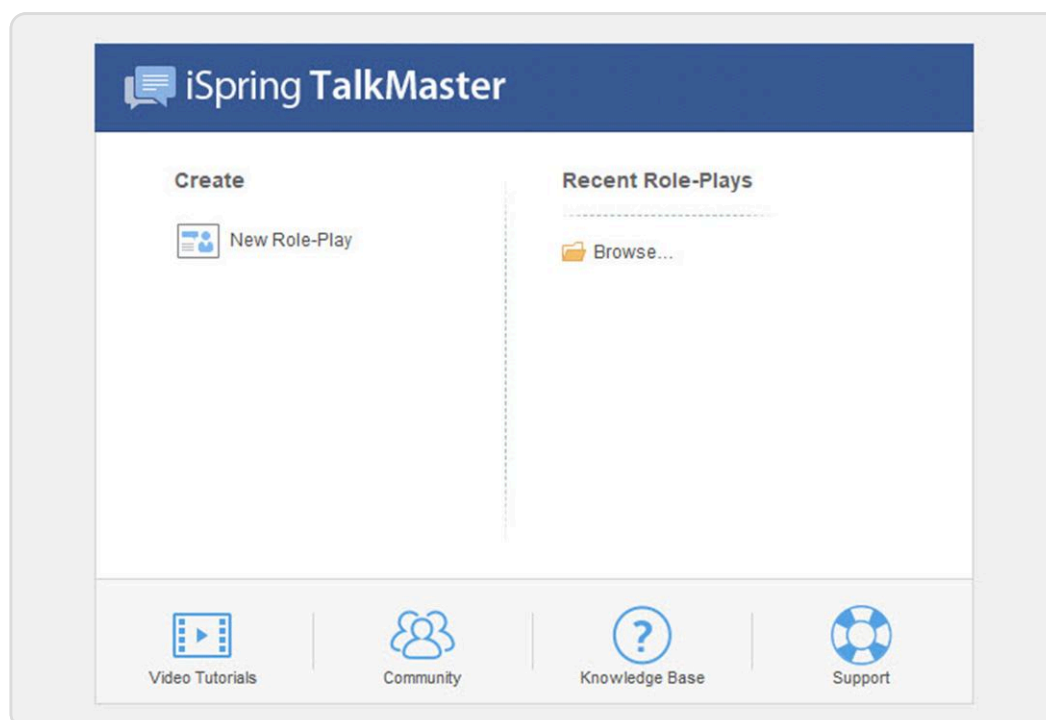 iSpring TalkMaster
Create
New Role-Play
Recent Role-Plays
Browse...
Video Tutorials
Community
Knowledge Base
Support